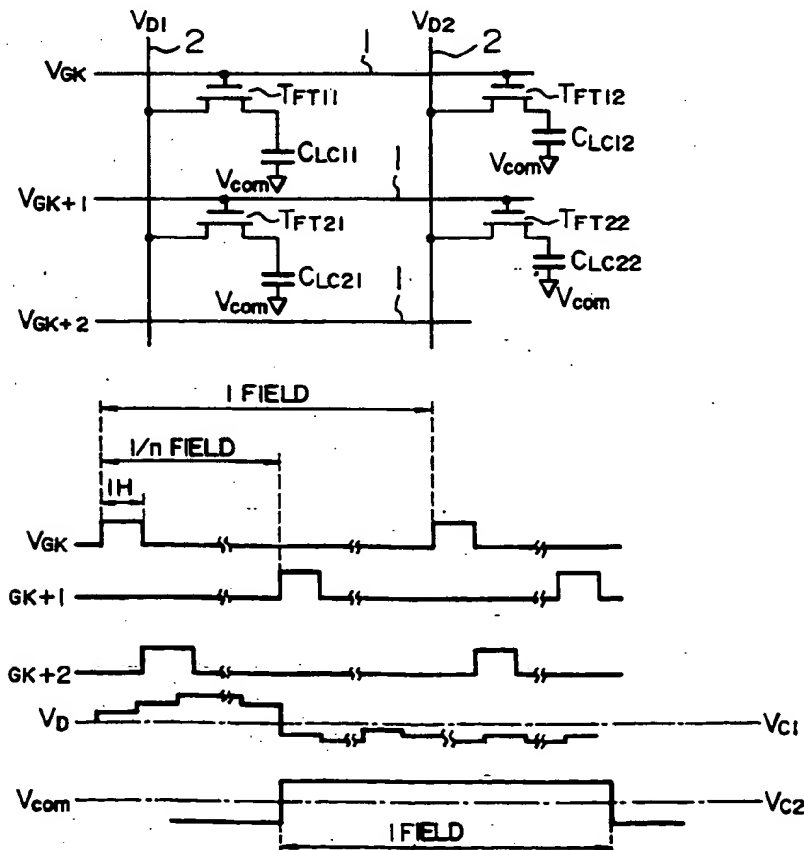 VD1 2 VD2 2
VGK 1
TFT11 TFT12
CLC11 CLC12
Vcom Vcom
VGK+1 1
TFT21 TFT22
CLC21 CLC22
Vcom Vcom
VGK+2 1
1 FIELD
1/n FIELD
1H
VGK
GK+1
GK+2
VD VC1
Vcom VC2
1 FIELD